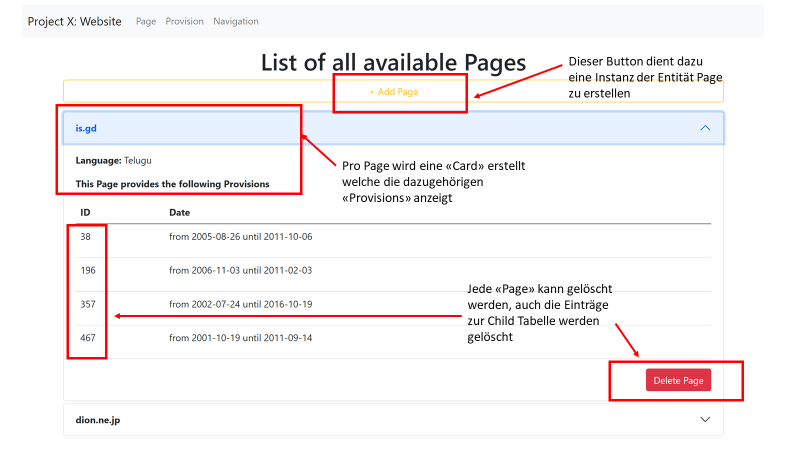 Project X: Website Page Provision Navigation
List of all available Pages
Dieser Button dient dazu
eine Instanz der Entität Page
zu erstellen
+ Add Page
is.gd
Language: Telugu
This Page provides the following Provisions
Pro Page wird eine «Card» erstellt
welche die dazugehörigen
«Provisions» anzeigt
ID Date
38 from 2005-08-26 until 2011-10-06
196 from 2006-11-03 until 2011-02-03
357 from 2002-07-24 until 2016-10-19
467 from 2001-10-19 until 2011-09-14
Jede «Page» kann gelöscht
werden, auch die Einträge
zur Child Tabelle werden
gelöscht
Delete Page
dion.ne.jp